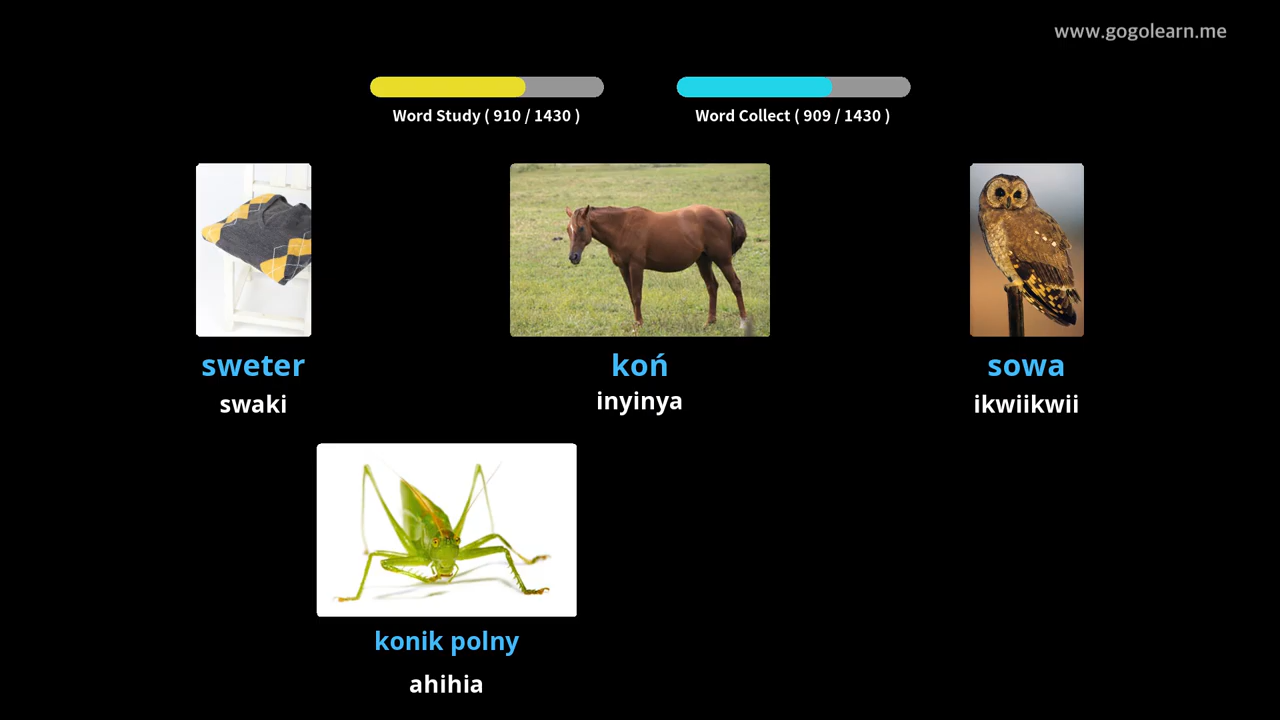 www.gogolearn.me
Word Study ( 910 / 1430 )
Word Collect ( 909 / 1430 )
sweter
swaki
koń
inyinya
sowa
ikwiikwii
konik polny
ahihia